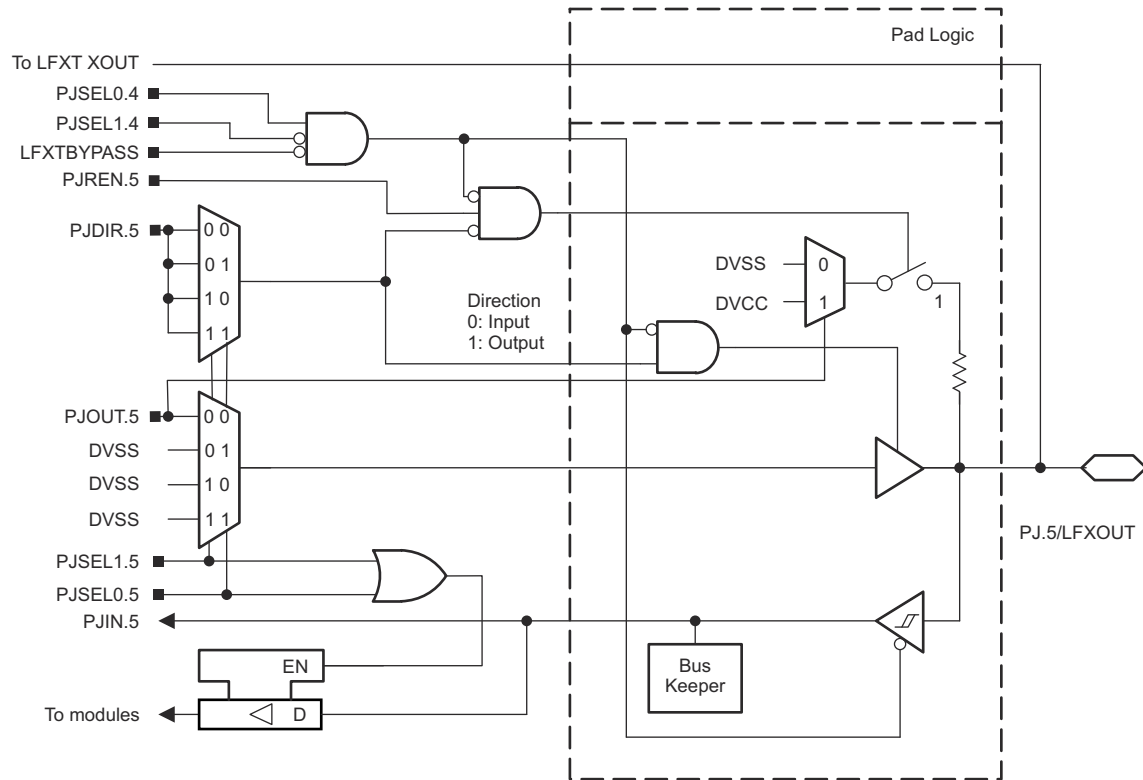 Pad Logic
To LFXT XOUT
PJSEL0.4
PJSEL1.4
LFXTBYPASS
PJREN.5
PJDIR.5
0 0
0 1
1 0
1 1
Direction
0: Input
1: Output
DVSS
0
DVCC
1
1
PJOUT.5
0 0
DVSS
0 1
DVSS
1 0
DVSS
1 1
PJ.5/LFXOUT
PJSEL1.5
PJSEL0.5
PJIN.5
Bus
Keeper
EN
To modules
D